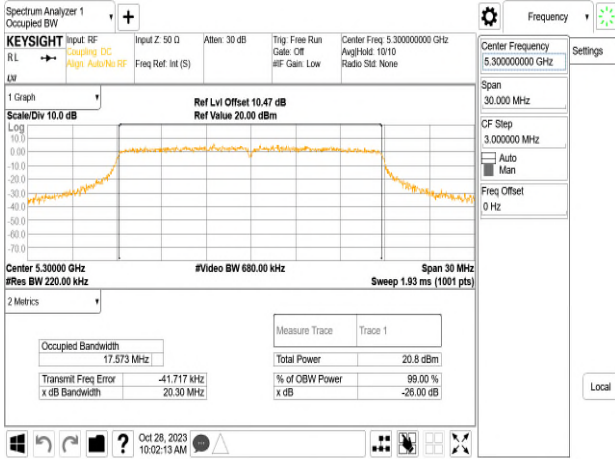 Spectrum Analyzer 1
Occupied BW
KEYSIGHT
RL
Input: RF
Coupling: DC
Align: Auto/No RF
Input Z: 50 Ω
Freq Ref: Int (S)
Atten: 30 dB
Trig: Free Run
Gate: Off
#IF Gain: Low
Center Freq: 5.300000000 GHz
Avg|Hold: 10/10
Radio Std: None
Frequency
Center Frequency
5.300000000 GHz
Settings
Span
30.000 MHz
CF Step
3.000000 MHz
Auto
Man
Freq Offset
0 Hz
Local
1 Graph
Scale/Div 10.0 dB
Ref Lvl Offset 10.47 dB
Ref Value 20.00 dBm
Log
10.0
0.00
-10.0
-20.0
-30.0
-40.0
-50.0
-60.0
-70.0
Center 5.30000 GHz
#Res BW 220.00 kHz
#Video BW 680.00 kHz
Span 30 MHz
Sweep 1.93 ms (1001 pts)
2 Metrics
Measure Trace Trace 1
Occupied Bandwidth
17.573 MHz
Total Power 20.8 dBm
Transmit Freq Error -41.717 kHz
% of OBW Power 99.00 %
x dB Bandwidth 20.30 MHz
x dB -26.00 dB
?
Oct 28, 2023
10:02:13 AM